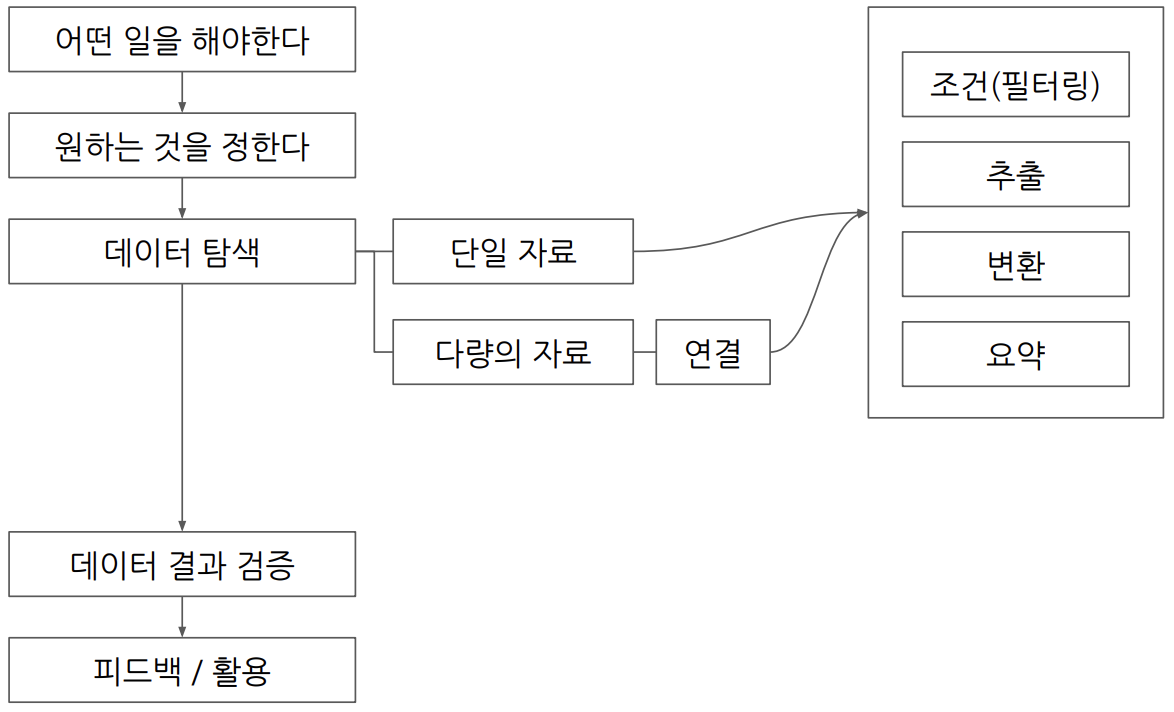 어떤 일을 해야한다
원하는 것을 정한다
데이터 탐색
단일 자료
다량의 자료
연결
조건(필터링)
추출
변환
요약
데이터 결과 검증
피드백 / 활용